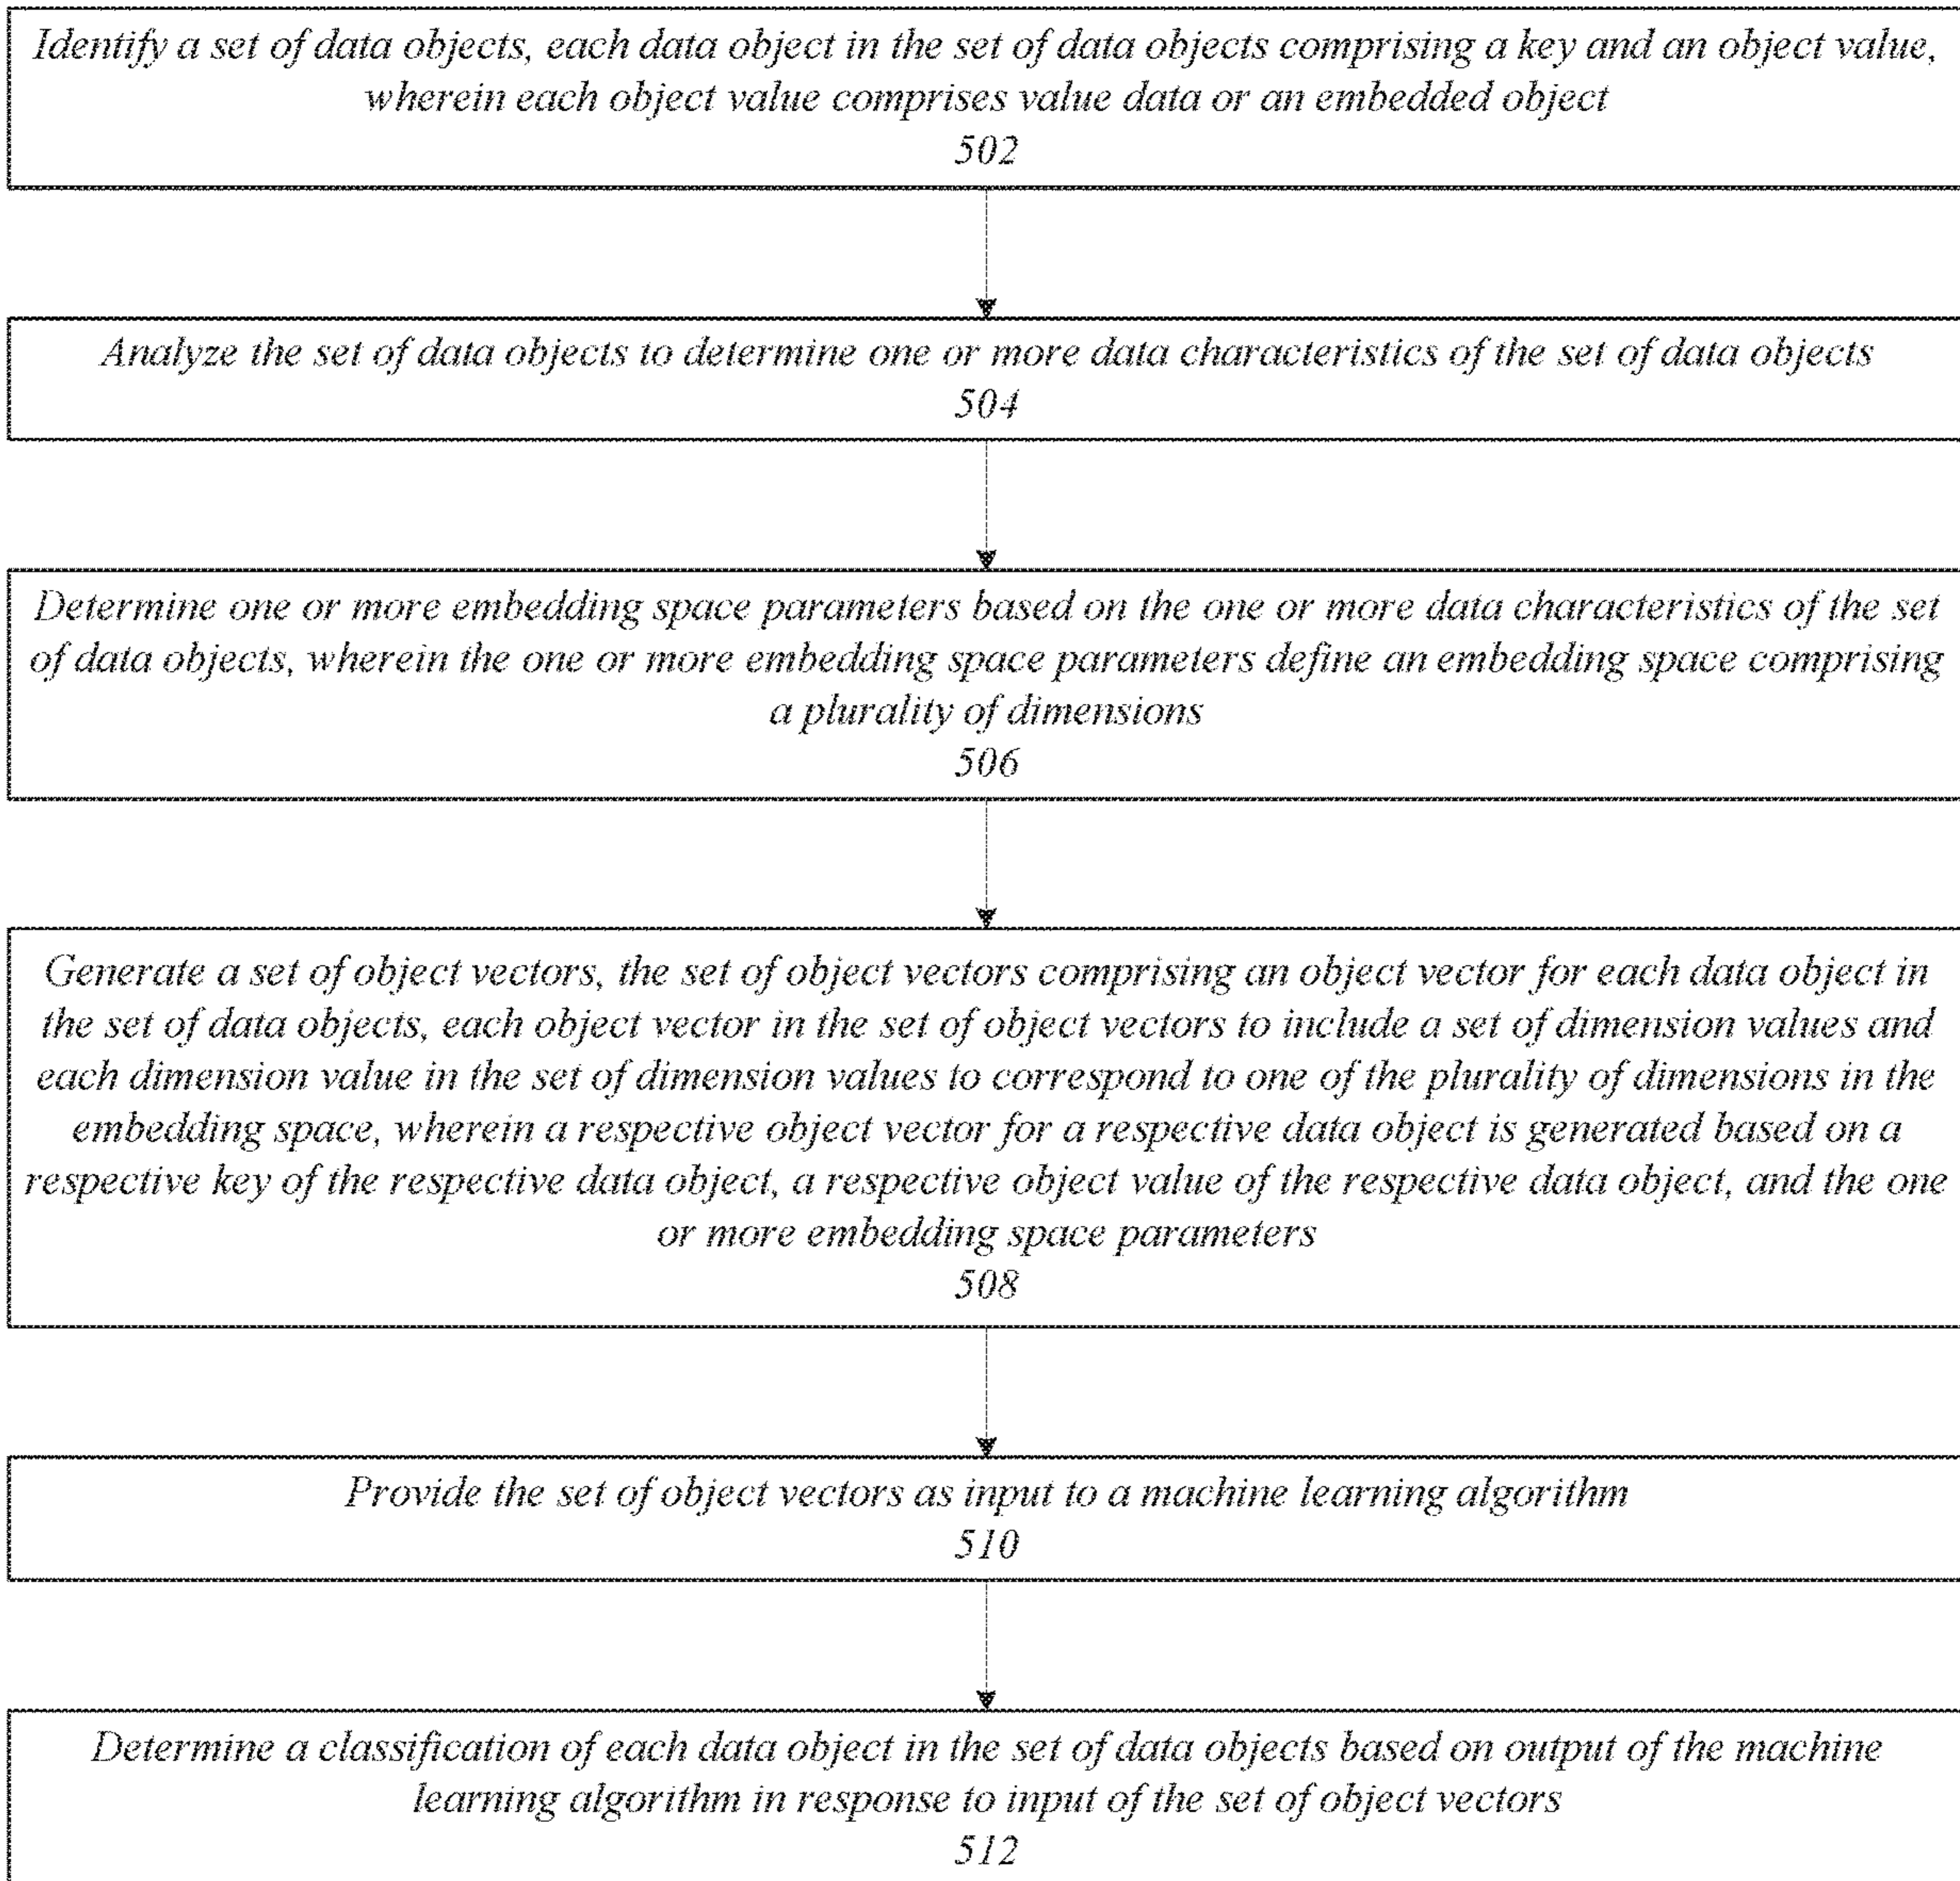 Identify a set of data objects, each data object in the set of data objects comprising a key and an object value,
wherein each object value comprises value data or an embedded object
502
Analyze the set of data objects to determine one or more data characteristics of the set of data objects
504
Determine one or more embedding space parameters based on the one or more data characteristics of the set
of data objects, wherein the one or more embedding space parameters define an embedding space comprising
a plurality of dimensions
506
Generate a set of object vectors, the set of object vectors comprising an object vector for each data object in
the set of data objects, each object vector in the set of object vectors to include a set of dimension values and
each dimension value in the set of dimension values to correspond to one of the plurality of dimensions in the
embedding space, wherein a respective object vector for a respective data object is generated based on a
respective key of the respective data object, a respective object value of the respective data object, and the one
or more embedding space parameters
508
Provide the set of object vectors as input to a machine learning algorithm
510
Determine a classification of each data object in the set of data objects based on output of the machine
learning algorithm in response to input of the set of object vectors
512